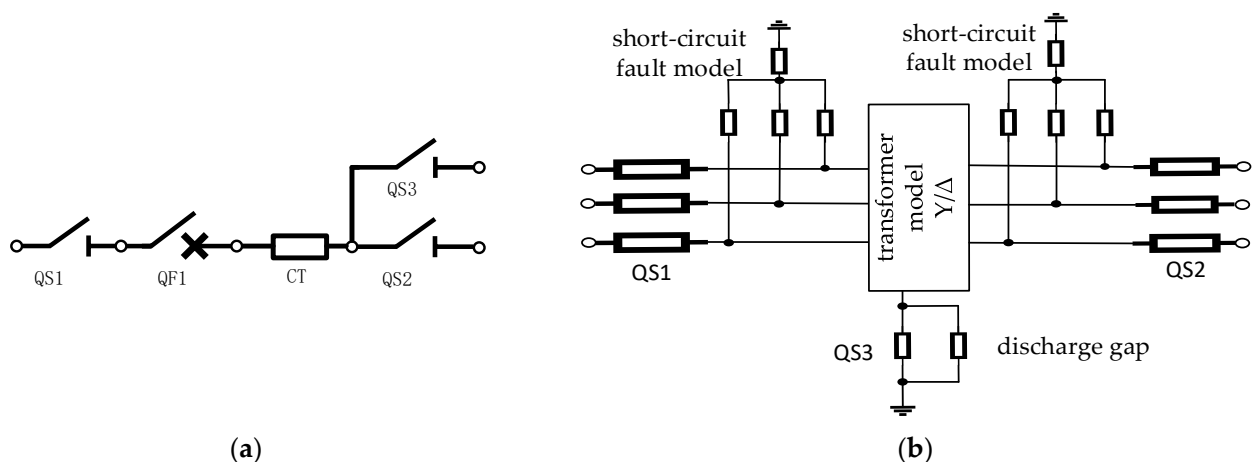 QS3
QS1
QF1
CT
QS2
(a)
short-circuit
fault model
short-circuit
fault model
transformer
model
Y/Δ
QS1
QS2
QS3
discharge gap
(b)